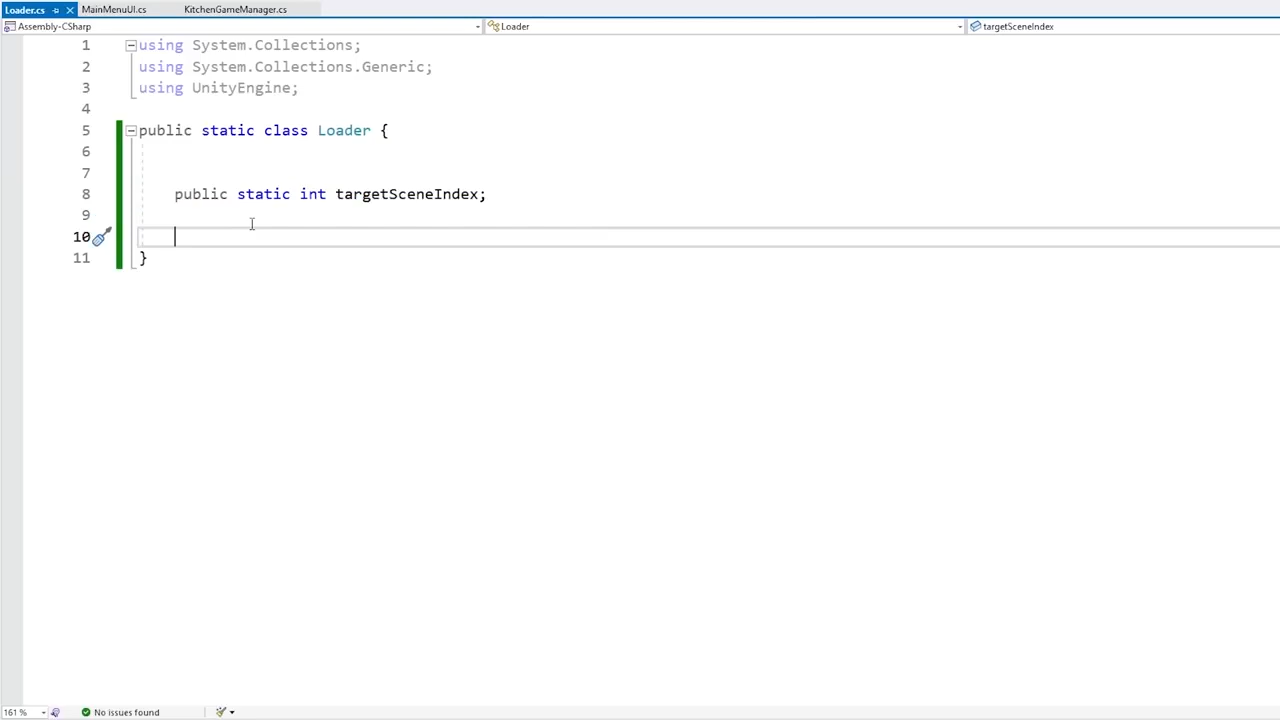 Loader.cs MainMenuUI.cs KitchenGameManager.cs
Assembly-CSharp Loader targetSceneIndex
1 using System.Collections;
2 using System.Collections.Generic;
3 using UnityEngine;
4
5 public static class Loader {
6
7
8 public static int targetSceneIndex;
9
10
11 }
161 % No issues found